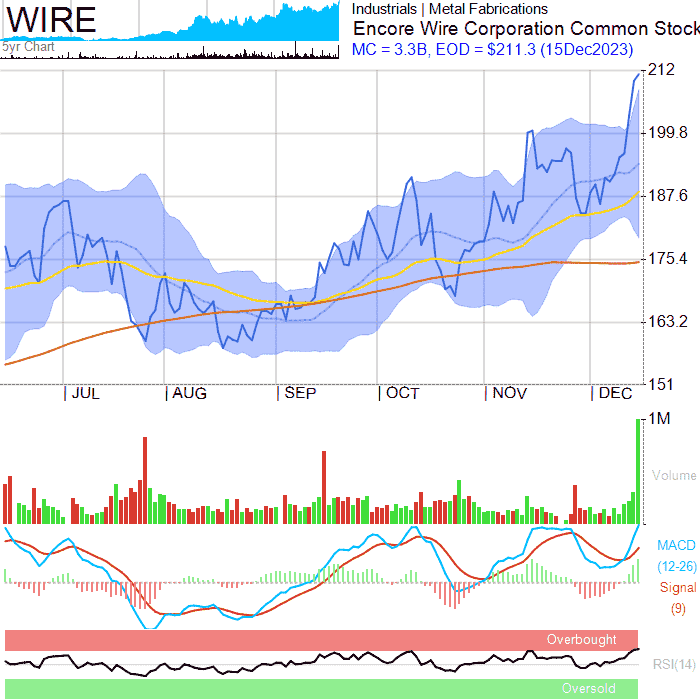 WIRE
5yr Chart
Industrials | Metal Fabrications
Encore Wire Corporation Common Stock
MC = 3.3B, EOD = $211.3 (15Dec2023)
212
199.8
187.6
175.4
163.2
151
JUL AUG SEP OCT NOV DEC
1M
Volume
MACD
(12-26)
Signal
(9)
Overbought
RSI(14)
Oversold